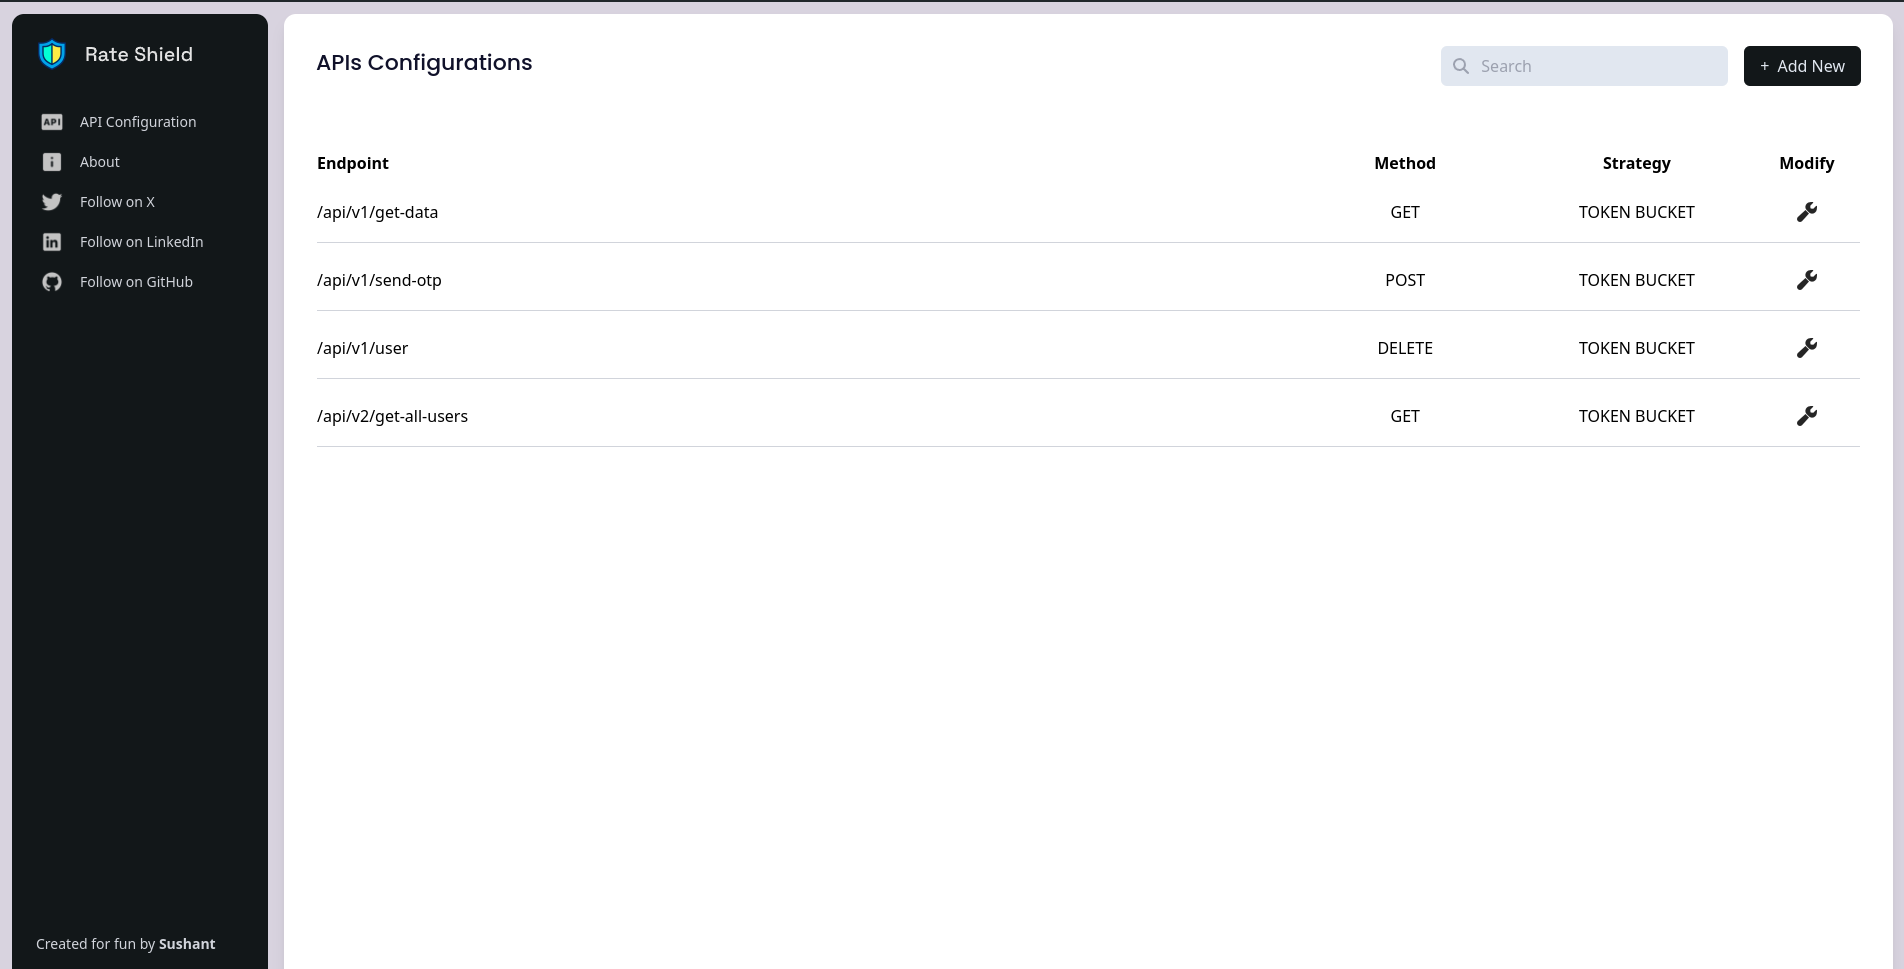 Rate Shield
API Configuration
About
Follow on X
Follow on LinkedIn
Follow on GitHub
Created for fun by Sushant
APIs Configurations
Search
+ Add New
Endpoint Method Strategy Modify
/api/v1/get-data GET TOKEN BUCKET
/api/v1/send-otp POST TOKEN BUCKET
/api/v1/user DELETE TOKEN BUCKET
/api/v2/get-all-users GET TOKEN BUCKET